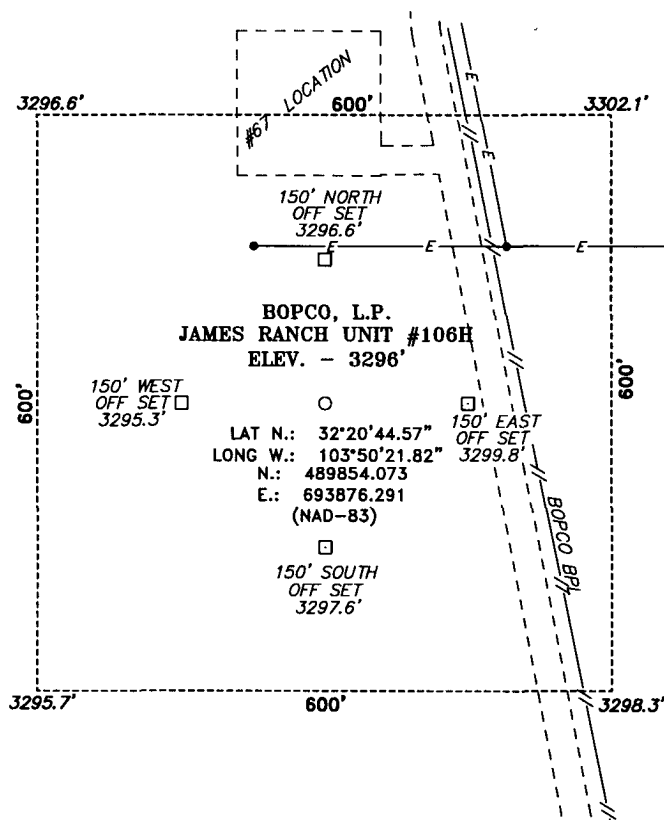 #67 LOCATION
3296.6'
600'
3302.1'
E
E
150' NORTH
OFF SET
3296.6'
E
E
E
BOPCO, L.P.
JAMES RANCH UNIT #106H
ELEV. - 3296'
600'
600'
150' WEST
OFF SET
3295.3'
150' EAST
OFF SET
3299.8'
LAT N.: 32°20'44.57"
LONG W.: 103°50'21.82"
N.: 489854.073
E.: 693876.291
(NAD-83)
BOPCO BPL
150' SOUTH
OFF SET
3297.6'
3295.7'
600'
3298.3'